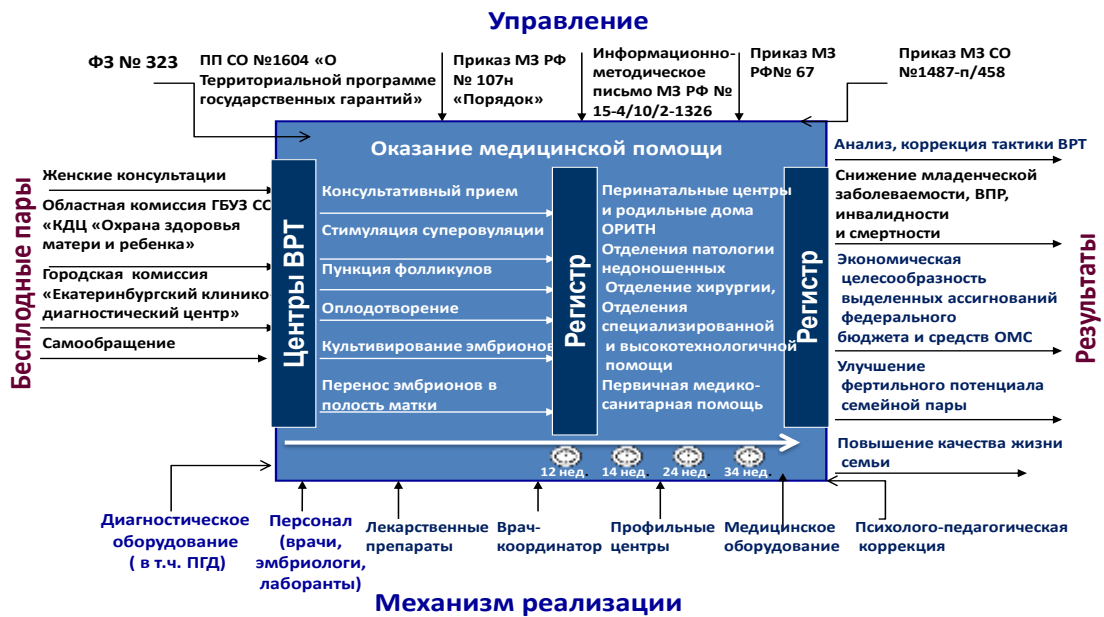 Управление
ФЗ № 323
ПП СО №1604 «О
Территориальной программе
государственных гарантий»
Приказ МЗ РФ
№ 107н
«Порядок»
Информационно-
методическое
письмо МЗ РФ №
15-4/10/2-1326
Приказ МЗ
РФ№ 67
Приказ МЗ СО
№1487-п/458
Бесплодные пары
Женские консультации
Областная комиссия ГБУЗ СС
«КДЦ «Охрана здоровья
матери и ребенка»
Городская комиссия
«Екатеринбургский клинико-
диагностический центр»
Самообращение
Оказание медицинской помощи
Центры ВРТ
Консультативный прием
Стимуляция суперовуляции
Пункция фолликулов
Оплодотворение
Культивирование эмбрионов
Перенос эмбрионов в
полость матки
Регистр
Перинатальные центры
и родильные дома
ОРИТН
Отделения патологии
недоношенных
Отделение хирургии,
Отделения
специализированной
и высокотехнологичной
помощи
Первичная медико-
санитарная помощь
Регистр
12 нед.
14 нед.
24 нед.
34 нед.
Анализ, коррекция тактики ВРТ
Снижение младенческой
заболеваемости, ВПР,
инвалидности
и смертности
Экономическая
целесообразность
выделенных ассигнований
федерального
бюджета и средств ОМС
Улучшение
фертильного потенциала
семейной пары
Повышение качества жизни
семьи
Результаты
Диагностическое
оборудование
( в т.ч. ПГД)
Персонал
(врачи,
эмбриологи,
лаборанты)
Лекарственные
препараты
Врач-
координатор
Профильные
центры
Медицинское
оборудование
Психолого-педагогическая
коррекция
Механизм реализации